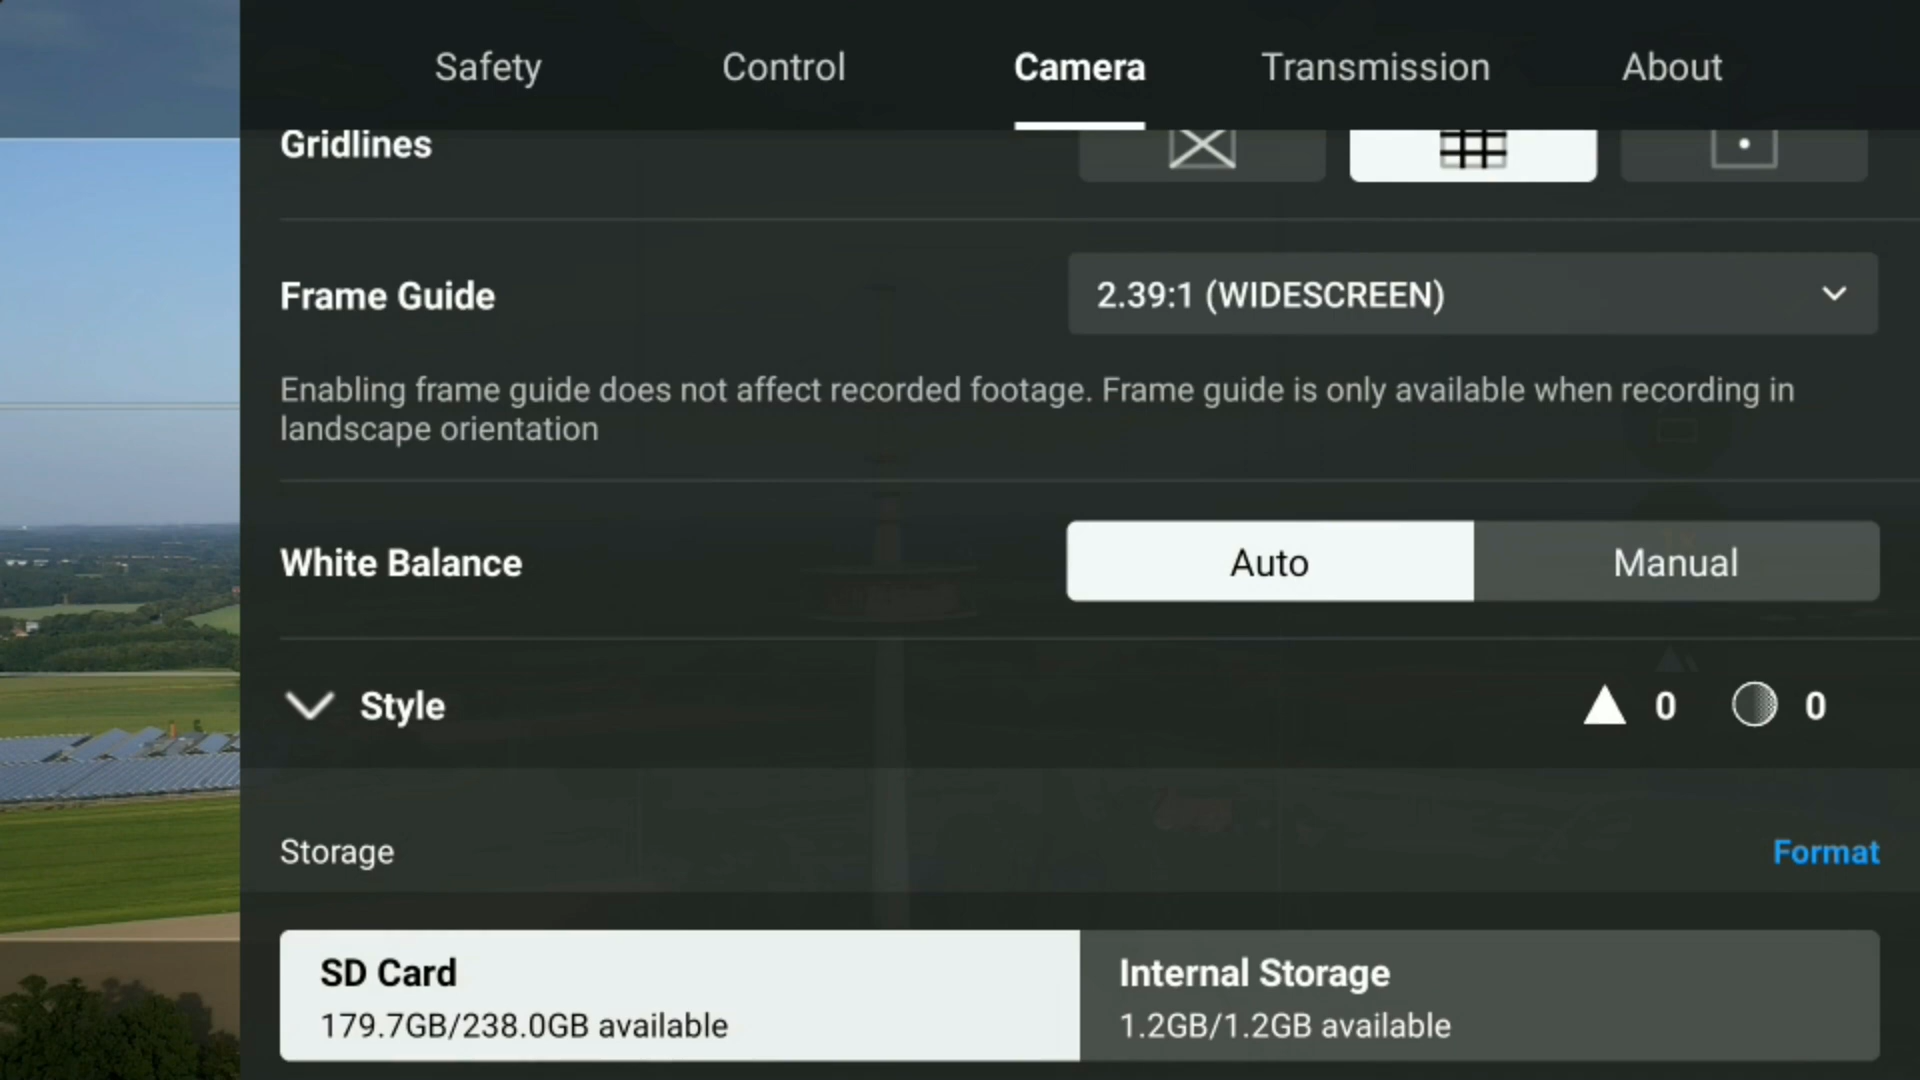 Safety Control Camera Transmission About
Gridlines
Frame Guide 2.39:1 (WIDESCREEN)
Enabling frame guide does not affect recorded footage. Frame guide is only available when recording in
landscape orientation
White Balance Auto Manual
Style 0 0
Storage Format
SD Card Internal Storage
179.7GB/238.0GB available 1.2GB/1.2GB available